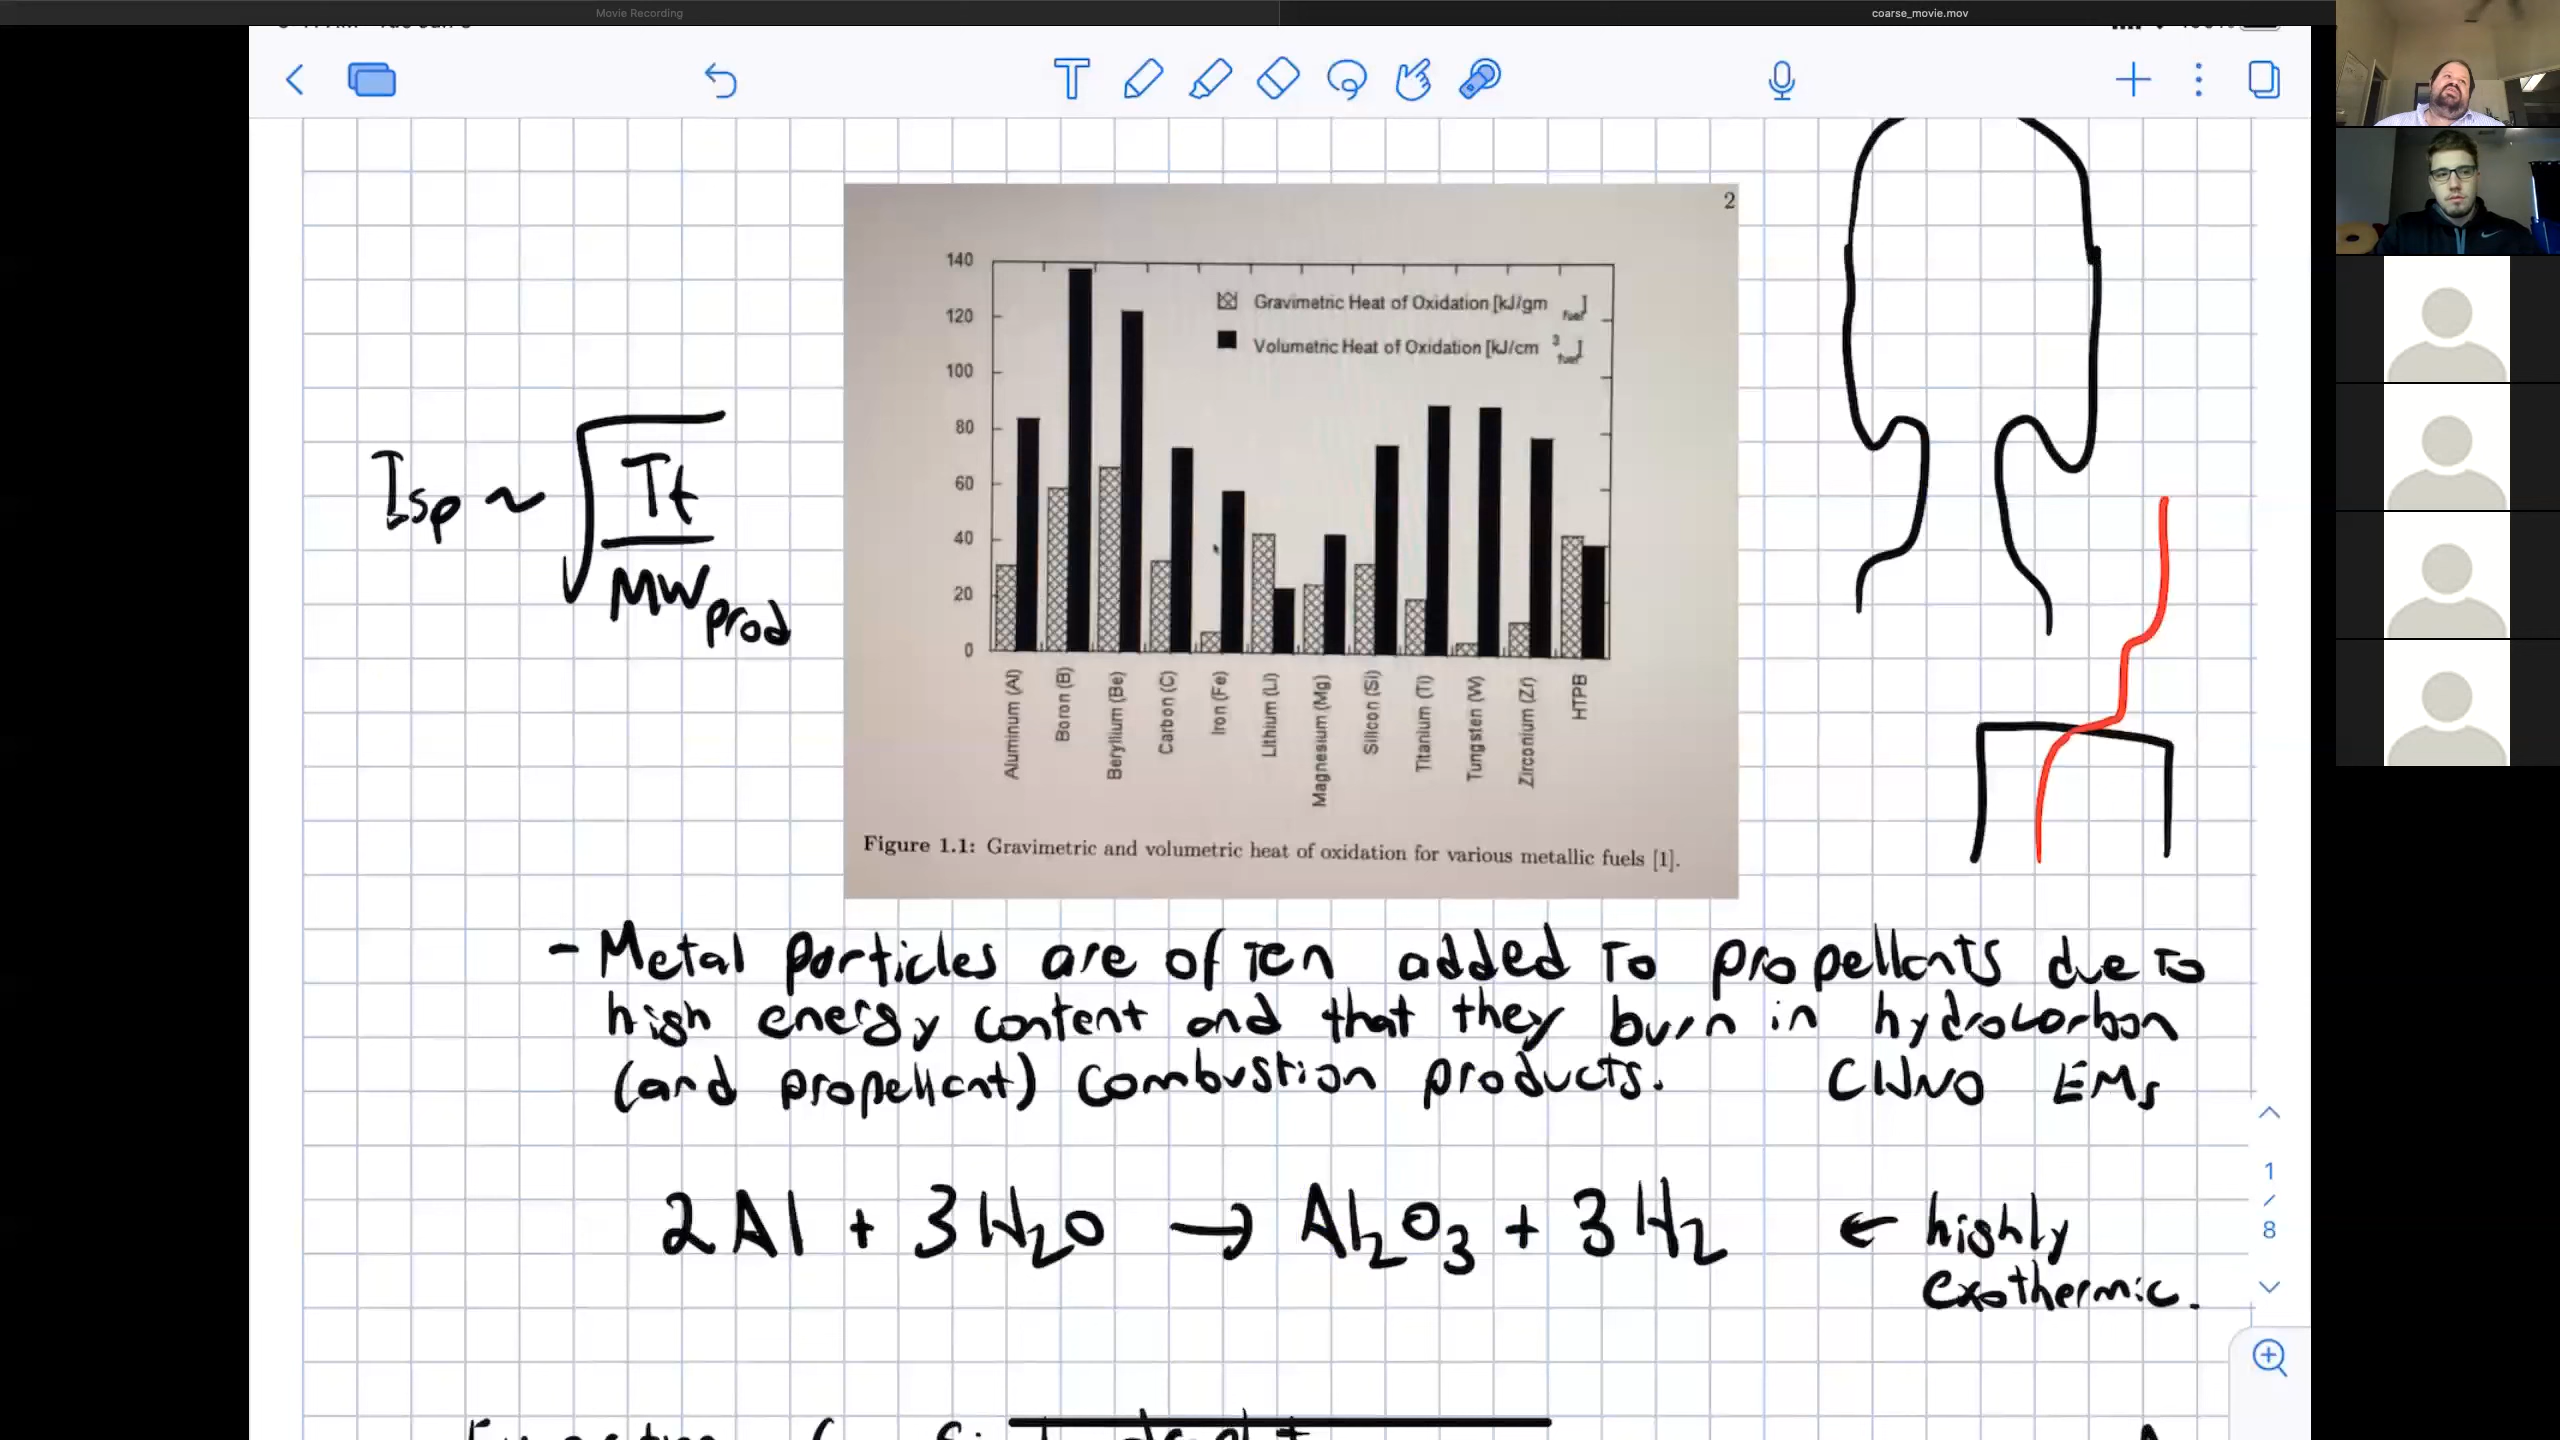 Movie Recording
coarse_movie.mov
2
140
120
100
80
60
40
20
0
Gravimetric Heat of Oxidation [kJ/gm fuel]
Volumetric Heat of Oxidation [kJ/cm 3 fuel]
Aluminum (Al)
Boron (B)
Beryllium (Be)
Carbon (C)
Iron (Fe)
Lithium (Li)
Magnesium (Mg)
Silicon (Si)
Titanium (Ti)
Tungsten (W)
Zirconium (Zr)
HTPB
Figure 1.1: Gravimetric and volumetric heat of oxidation for various metallic fuels [1].
Isp ~ √ Tt
MWprod
- Metal particles are often added to propellants due to
high energy content and that they burn in hydrocarbon
(and propellant) combustion products. CHNO EMs
2Al + 3H2O → Al2O3 + 3H2 ← highly
exothermic.
1
/
8